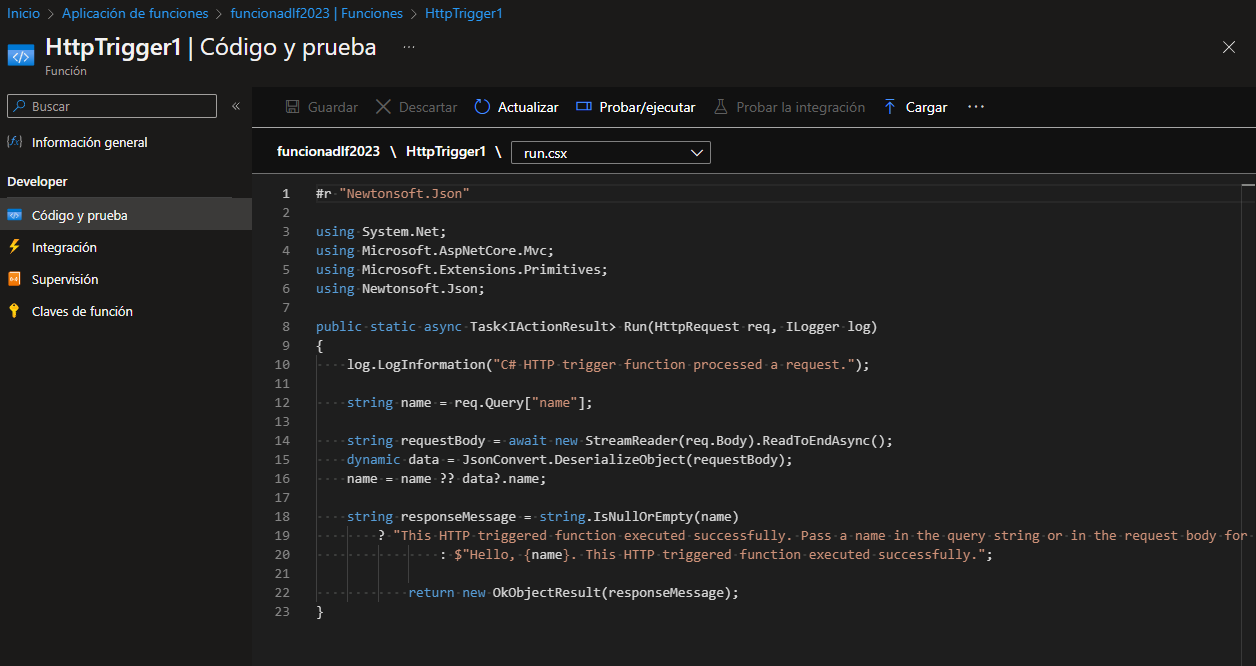 Inicio > Aplicación de funciones > funcionadlf2023 | Funciones > HttpTrigger1
HttpTrigger1 | Código y prueba ...
Función
Buscar
«
Información general
Developer
Código y prueba
Integración
Supervisión
Claves de función
Guardar Descartar Actualizar Probar/ejecutar Probar la integración Cargar ...
funcionadlf2023 \ HttpTrigger1 \ run.csx
1 #r "Newtonsoft.Json"
2
3 using System.Net;
4 using Microsoft.AspNetCore.Mvc;
5 using Microsoft.Extensions.Primitives;
6 using Newtonsoft.Json;
7
8 public static async Task<IActionResult> Run(HttpRequest req, ILogger log)
9 {
10 log.LogInformation("C# HTTP trigger function processed a request.");
11
12 string name = req.Query["name"];
13
14 string requestBody = await new StreamReader(req.Body).ReadToEndAsync();
15 dynamic data = JsonConvert.DeserializeObject(requestBody);
16 name = name ?? data?.name;
17
18 string responseMessage = string.IsNullOrEmpty(name)
19 ? "This HTTP triggered function executed successfully. Pass a name in the query string or in the request body for
20 : $"Hello, {name}. This HTTP triggered function executed successfully.";
21
22 return new OkObjectResult(responseMessage);
23 }